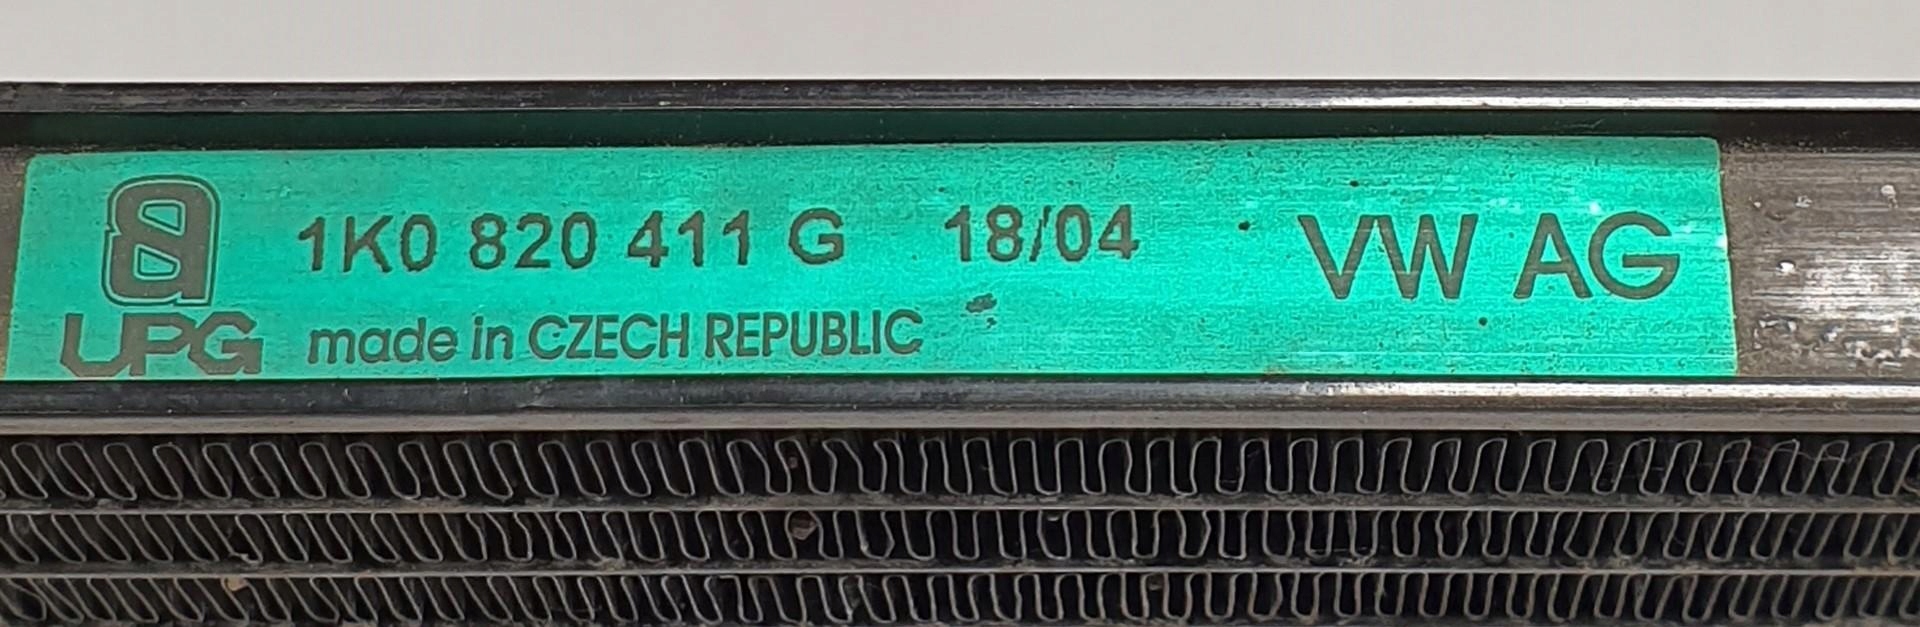 1K0 820 411 G 18/04 VW AG
UPG made in CZECH REPUBLIC